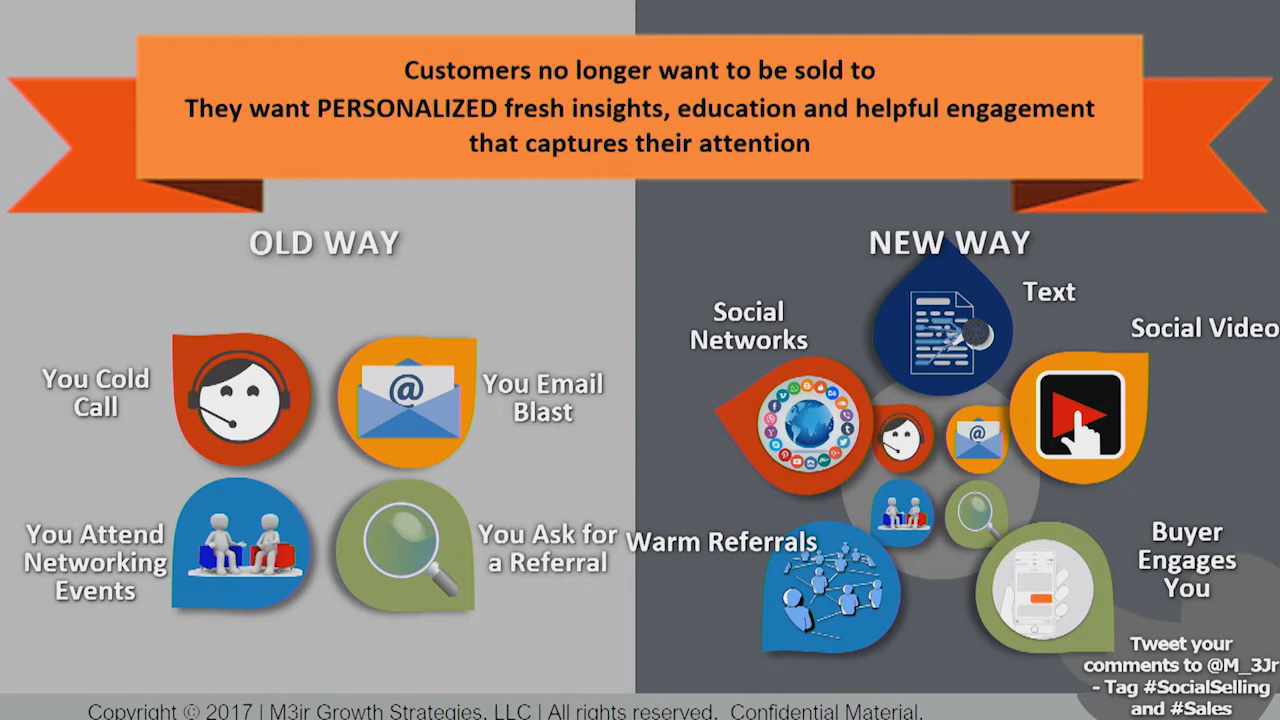 Customers no longer want to be sold to
They want PERSONALIZED fresh insights, education and helpful engagement
that captures their attention
OLD WAY
You Cold
Call
@
You Email
Blast
You Attend
Networking
Events
You Ask for
a Referral
NEW WAY
Text
Social
Networks
Social Video
@
Warm Referrals
Buyer
Engages
You
Tweet your
comments to @M_3Jr
- Tag #SocialSelling
and #Sales
Copyright © 2017 | M3jr Growth Strategies, LLC | All rights reserved. Confidential Material.